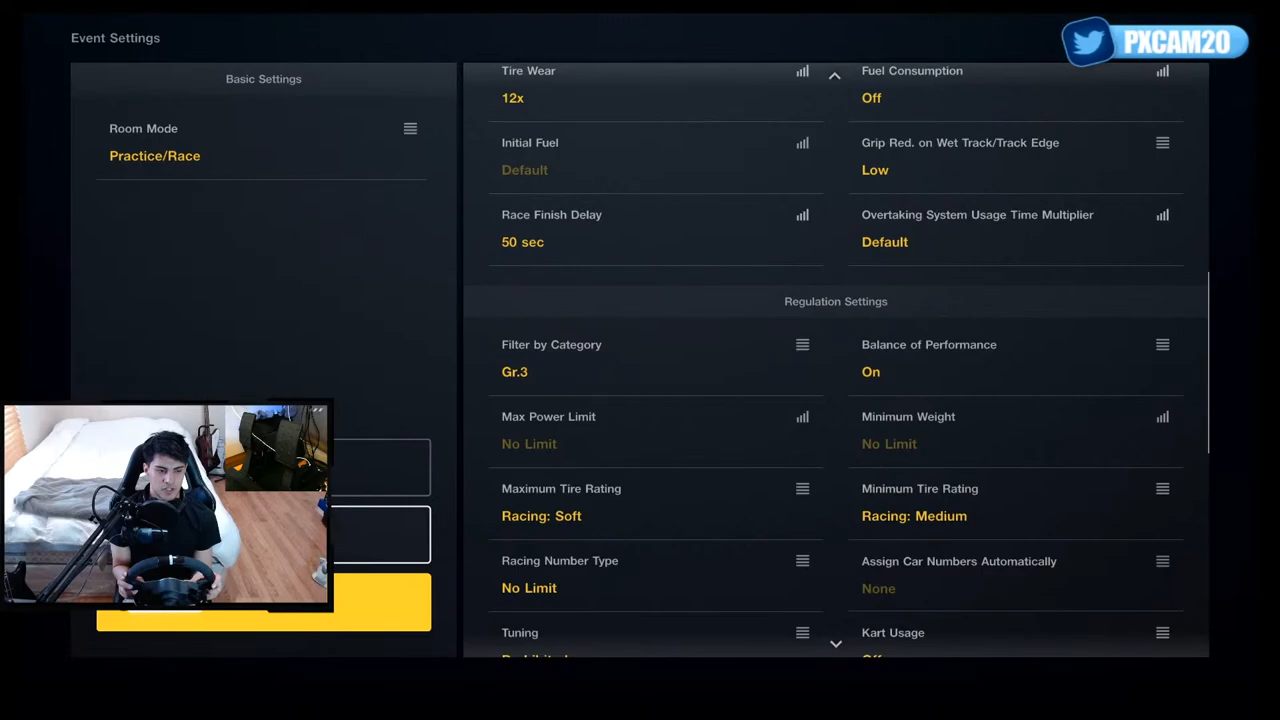 Event Settings
PXCAM20
Basic Settings
Room Mode
Practice/Race
Tire Wear
12x
Fuel Consumption
Off
Initial Fuel
Default
Grip Red. on Wet Track/Track Edge
Low
Race Finish Delay
50 sec
Overtaking System Usage Time Multiplier
Default
Regulation Settings
Filter by Category
Gr.3
Balance of Performance
On
Max Power Limit
No Limit
Minimum Weight
No Limit
Maximum Tire Rating
Racing: Soft
Minimum Tire Rating
Racing: Medium
Racing Number Type
No Limit
Assign Car Numbers Automatically
None
Tuning
Kart Usage